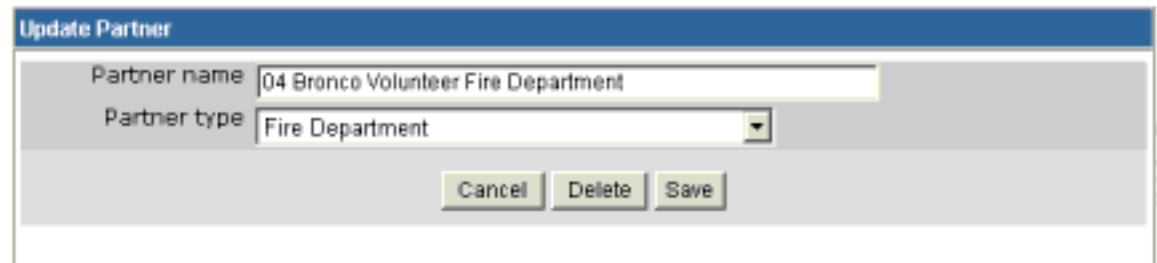 Update Partner
Partner name 04 Bronco Volunteer Fire Department
Partner type Fire Department
Cancel Delete Save